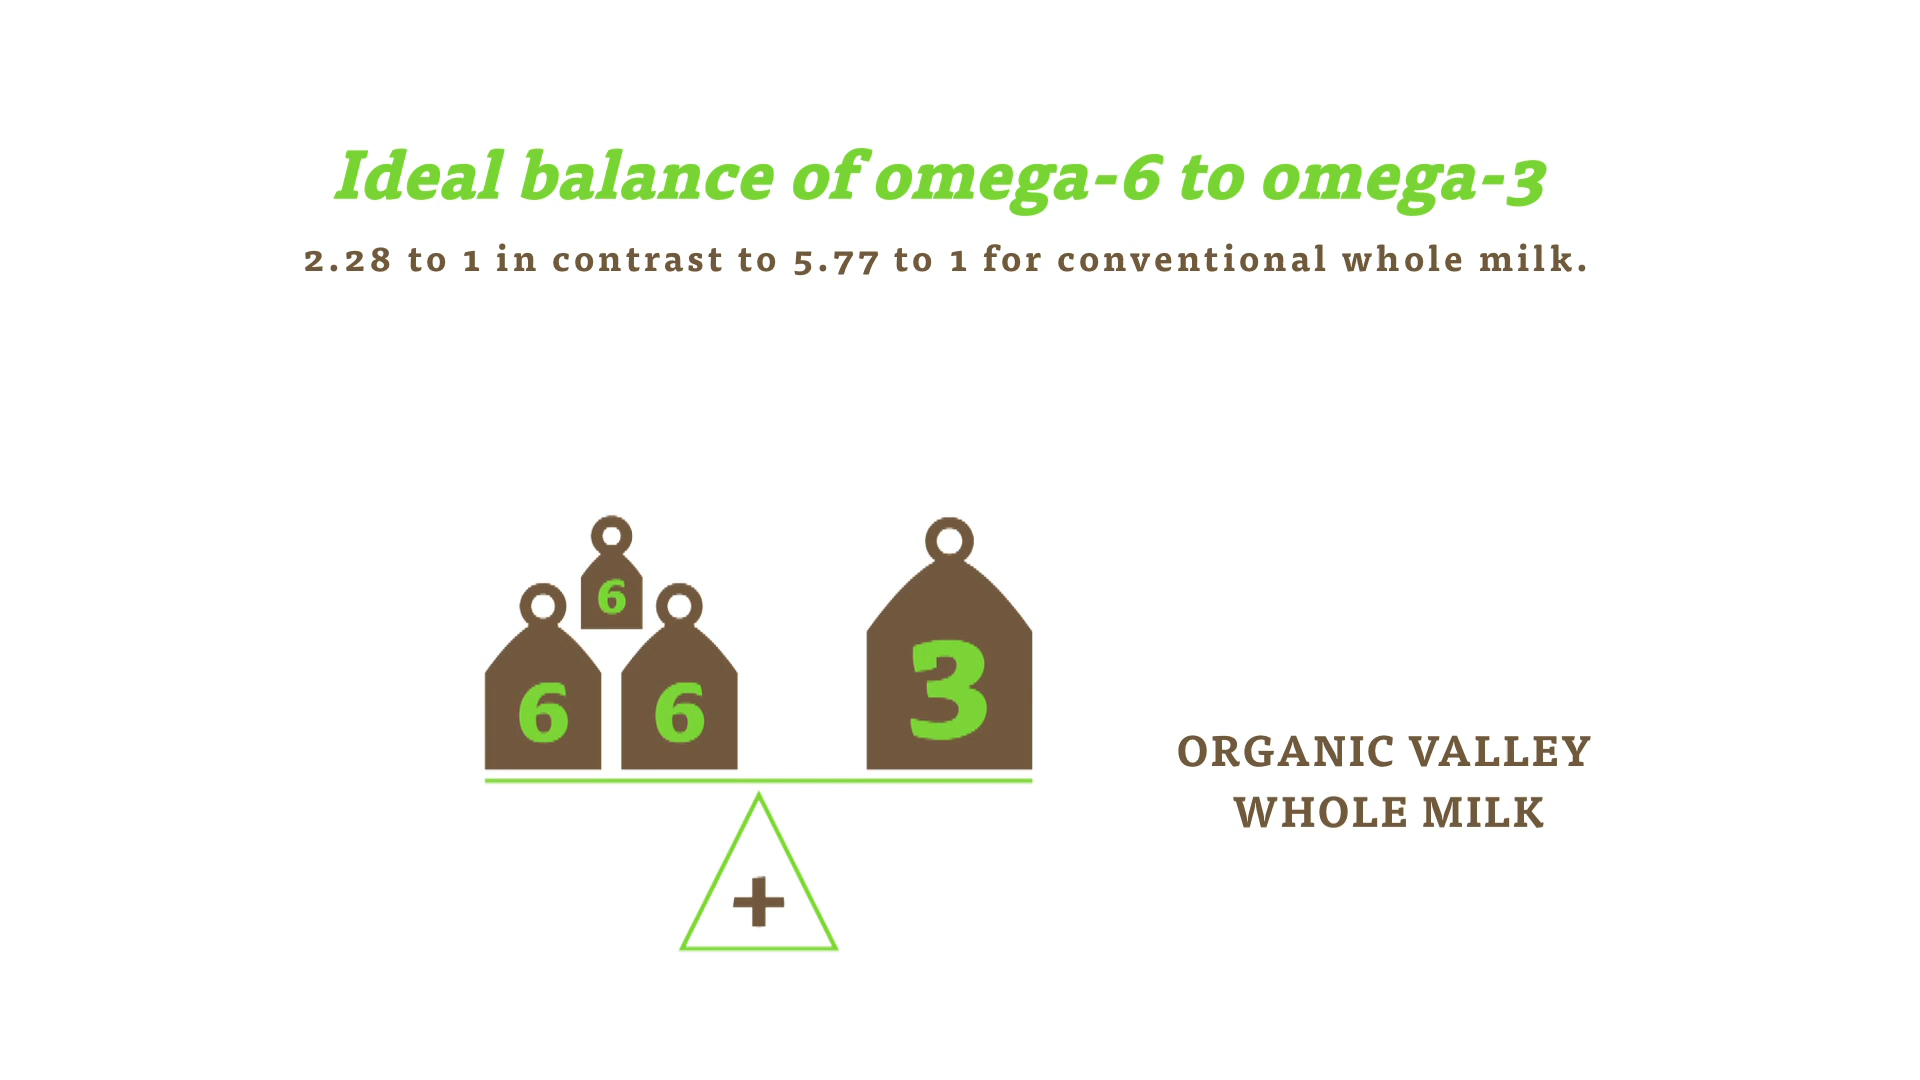 Ideal balance of omega-6 to omega-3
2.28 to 1 in contrast to 5.77 to 1 for conventional whole milk.
6
6 6
3
+
ORGANIC VALLEY
WHOLE MILK